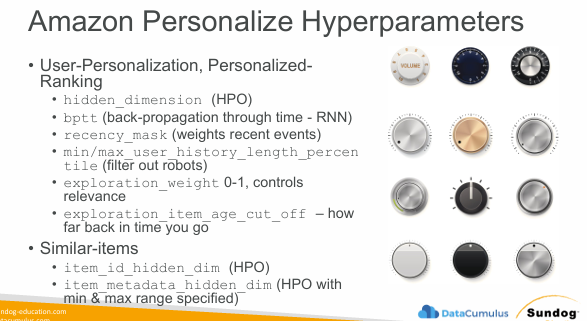 Amazon Personalize Hyperparameters
• User-Personalization, Personalized-
Ranking
• hidden_dimension (HPO)
• bptt (back-propagation through time - RNN)
• recency_mask (weights recent events)
• min/max_user_history_length_percen
tile (filter out robots)
• exploration_weight 0-1, controls
relevance
• exploration_item_age_cut_off – how
far back in time you go
• Similar-items
• item_id_hidden_dim (HPO)
• item_metadata_hidden_dim (HPO with
min & max range specified)
VOLUME
ndog-education.com
DataCumulus
Sundog